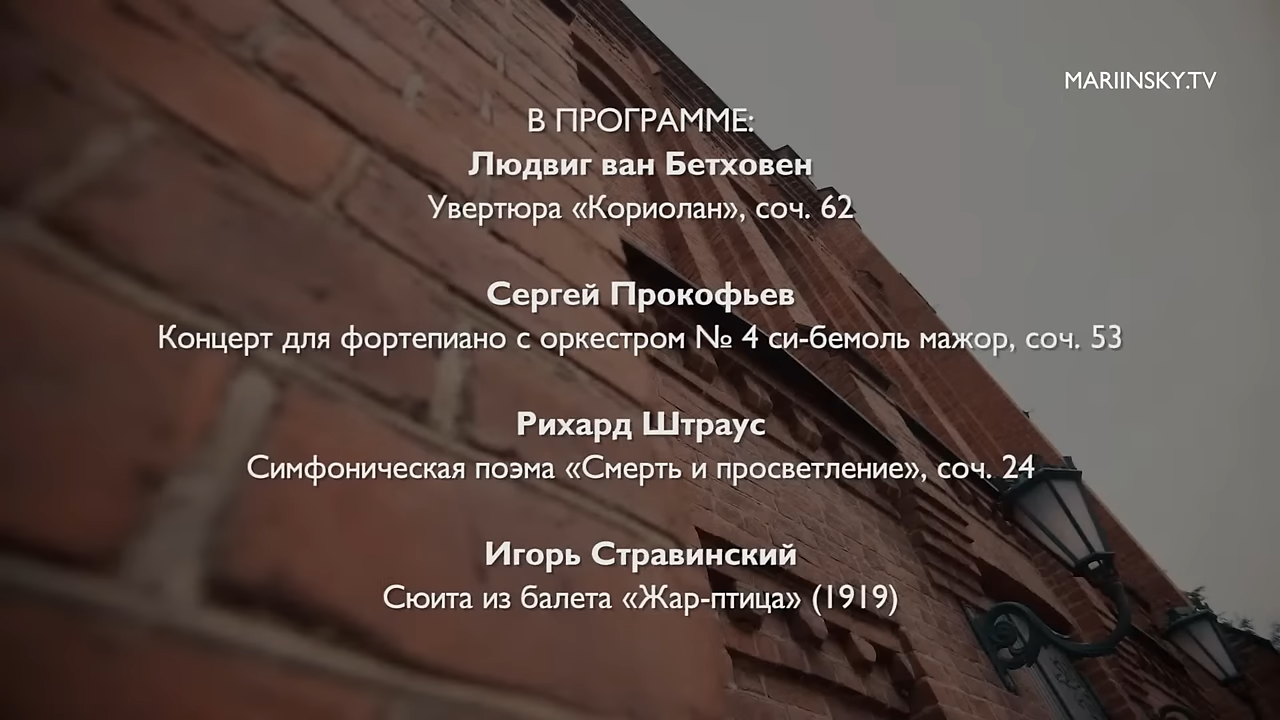 MARIINSKY.TV
В ПРОГРАММЕ:
Людвиг ван Бетховен
Увертюра «Кориолан», соч. 62
Сергей Прокофьев
Концерт для фортепиано с оркестром № 4 си-бемоль мажор, соч. 53
Рихард Штраус
Симфоническая поэма «Смерть и просветление», соч. 24
Игорь Стравинский
Сюита из балета «Жар-птица» (1919)